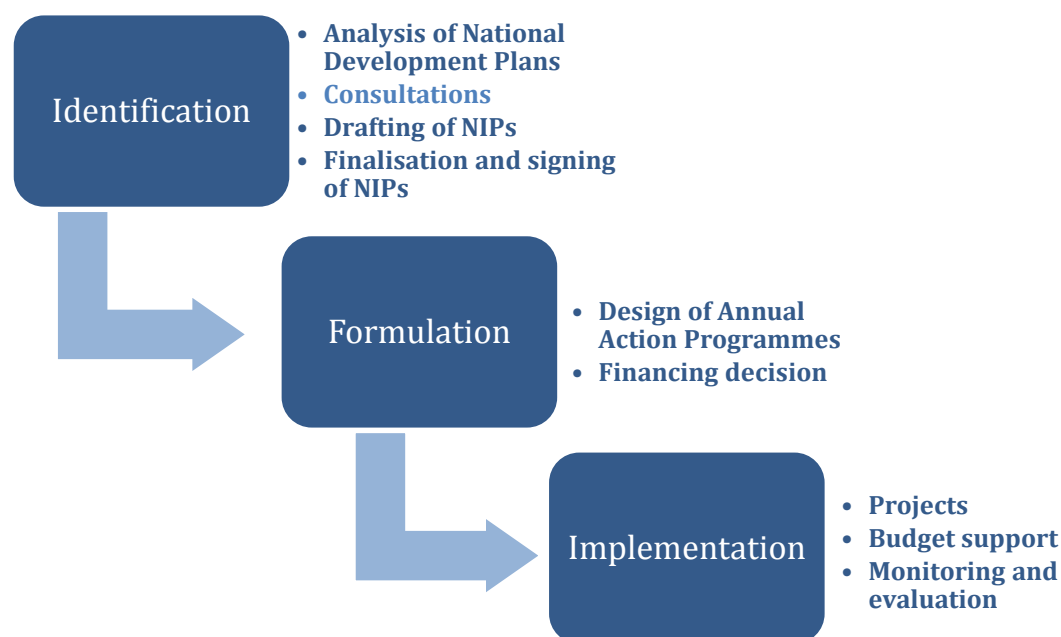 Identification
• Analysis of National
Development Plans
• Consultations
• Drafting of NIPs
• Finalisation and signing
of NIPs
Formulation
• Design of Annual
Action Programmes
• Financing decision
Implementation
• Projects
• Budget support
• Monitoring and
evaluation